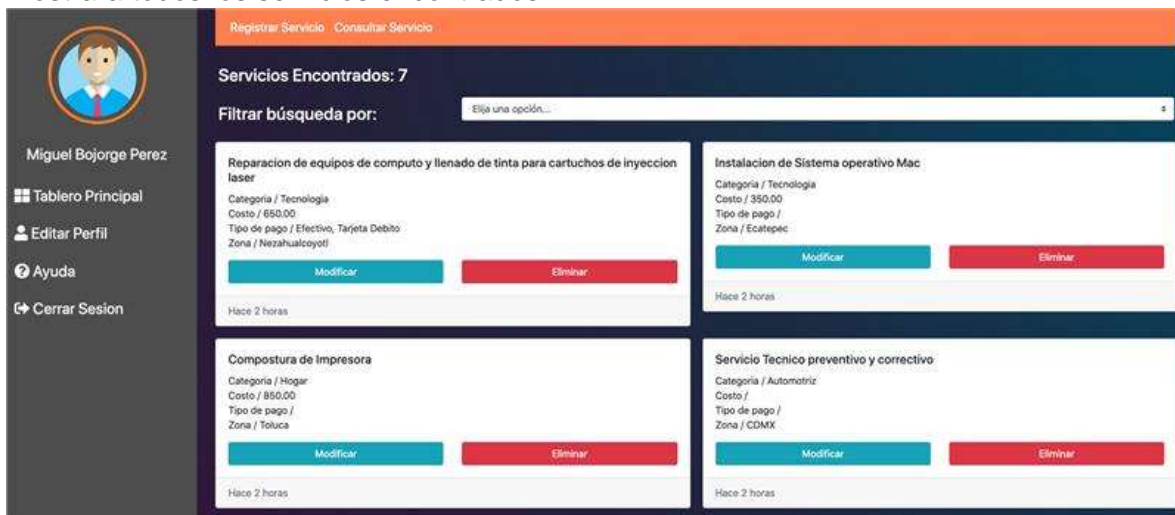 Registrar Servicio Consultar Servicio
Servicios Encontrados: 7
Filtrar búsqueda por:
Elija una opción...
Miguel Bojorge Perez
Tablero Principal
Editar Perfil
Ayuda
Cerrar Sesion
Reparacion de equipos de computo y llenado de tinta para cartuchos de inyeccion
laser
Categoria / Tecnologia
Costo / 650.00
Tipo de pago / Efectivo, Tarjeta Debito
Zona / Nezahualcoyotl
Modificar
Eliminar
Hace 2 horas
Instalacion de Sistema operativo Mac
Categoria / Tecnologia
Costo / 350.00
Tipo de pago /
Zona / Ecatepec
Modificar
Eliminar
Hace 2 horas
Compostura de Impresora
Categoria / Hogar
Costo / 850.00
Tipo de pago /
Zona / Toluca
Modificar
Eliminar
Hace 2 horas
Servicio Tecnico preventivo y correctivo
Categoria / Automotriz
Costo /
Tipo de pago /
Zona / CDMX
Modificar
Eliminar
Hace 2 horas